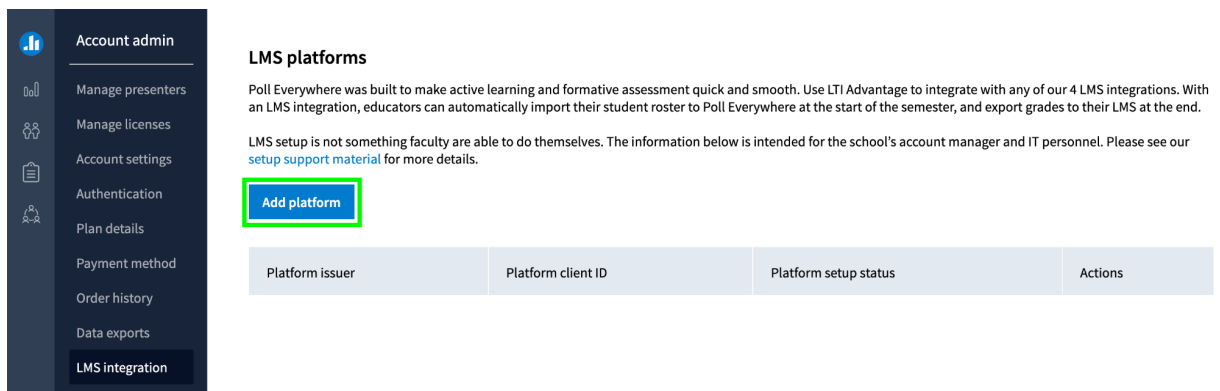 Account admin
Manage presenters
Manage licenses
Account settings
Authentication
Plan details
Payment method
Order history
Data exports
LMS integration
LMS platforms
Poll Everywhere was built to make active learning and formative assessment quick and smooth. Use LTI Advantage to integrate with any of our 4 LMS integrations. With
an LMS integration, educators can automatically import their student roster to Poll Everywhere at the start of the semester, and export grades to their LMS at the end.
LMS setup is not something faculty are able to do themselves. The information below is intended for the school's account manager and IT personnel. Please see our
setup support material for more details.
Add platform
Platform issuer Platform client ID Platform setup status Actions